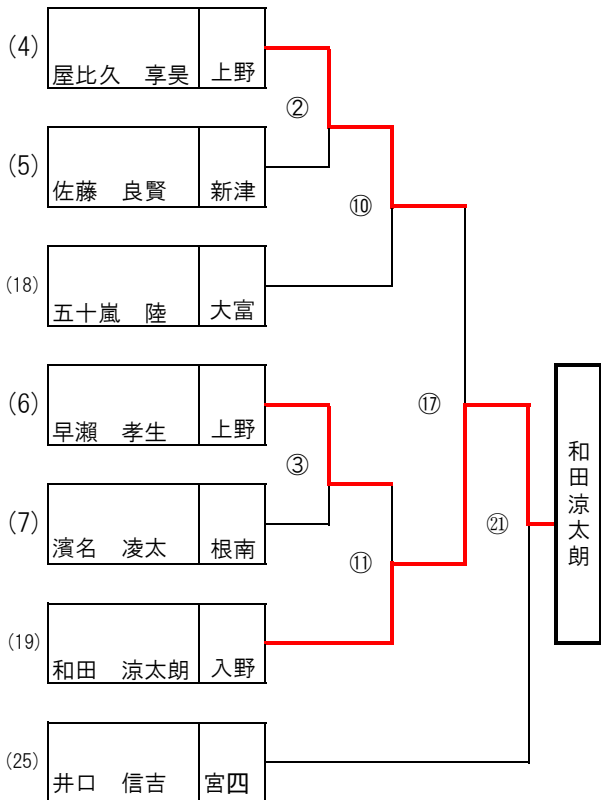 (4) 屋比久 享昊 上野
②
(5) 佐藤 良賢 新津
⑩
(18) 五十嵐 陸 大富
(6) 早瀬 孝生 上野
⑰
③
(7) 濱名 凌太 根南
㉑
和田涼太朗
⑪
(19) 和田 涼太朗 入野
(25) 井口 信吉 宮四